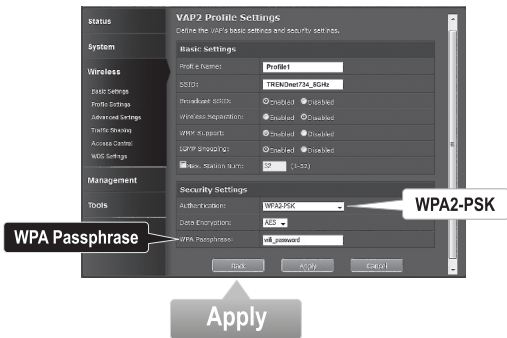 Status
System
Wireless
Basic Settings
Profile Settings
Advanced Settings
Traffic Shaping
Access Control
WDS Settings
Management
Tools
VAP2 Profile Settings
Define the VAP's basic settings and security settings.
Basic Settings
Profile Name: Profile1
SSID: TRENDnet734_5GHz
Broadcast SSID: Enabled Disabled
Wireless Separation: Enabled Disabled
WMM Support: Enabled Disabled
IGMP Snooping: Enabled Disabled
Max. Station Num: 32 (1-32)
Security Settings
Authentication: WPA2-PSK
Data Encryption: AES
WPA Passphrase: wifi_password
Back Apply Cancel
WPA2-PSK
WPA Passphrase
Apply